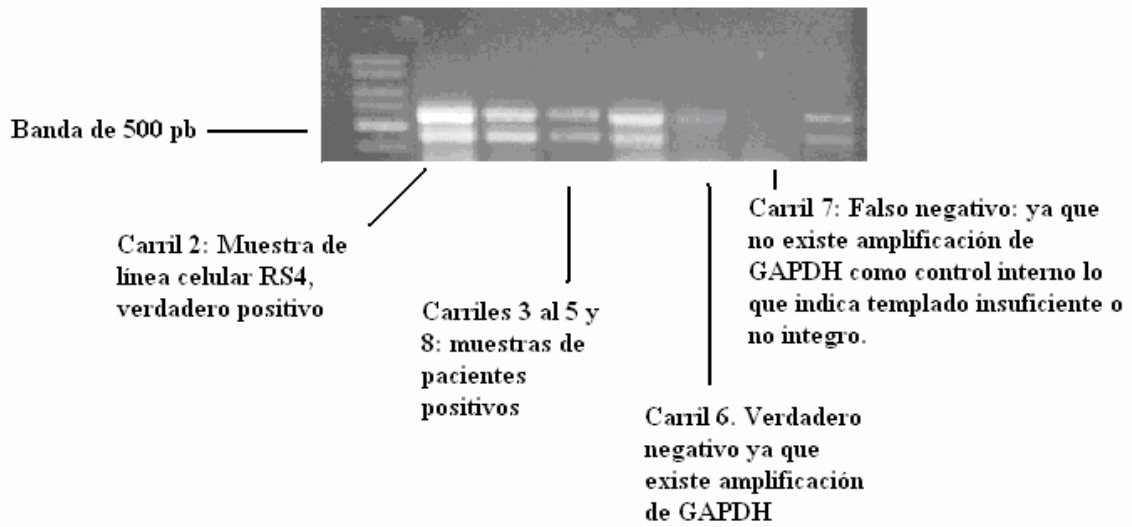 Banda de 500 pb
Carril 2: Muestra de
línea celular RS4,
verdadero positivo
Carriles 3 al 5 y
8: muestras de
pacientes
positivos
Carril 6. Verdadero
negativo ya que
existe amplificación
de GAPDH
Carril 7: Falso negativo: ya que
no existe amplificación de
GAPDH como control interno lo
que indica templado insuficiente o
no integro.